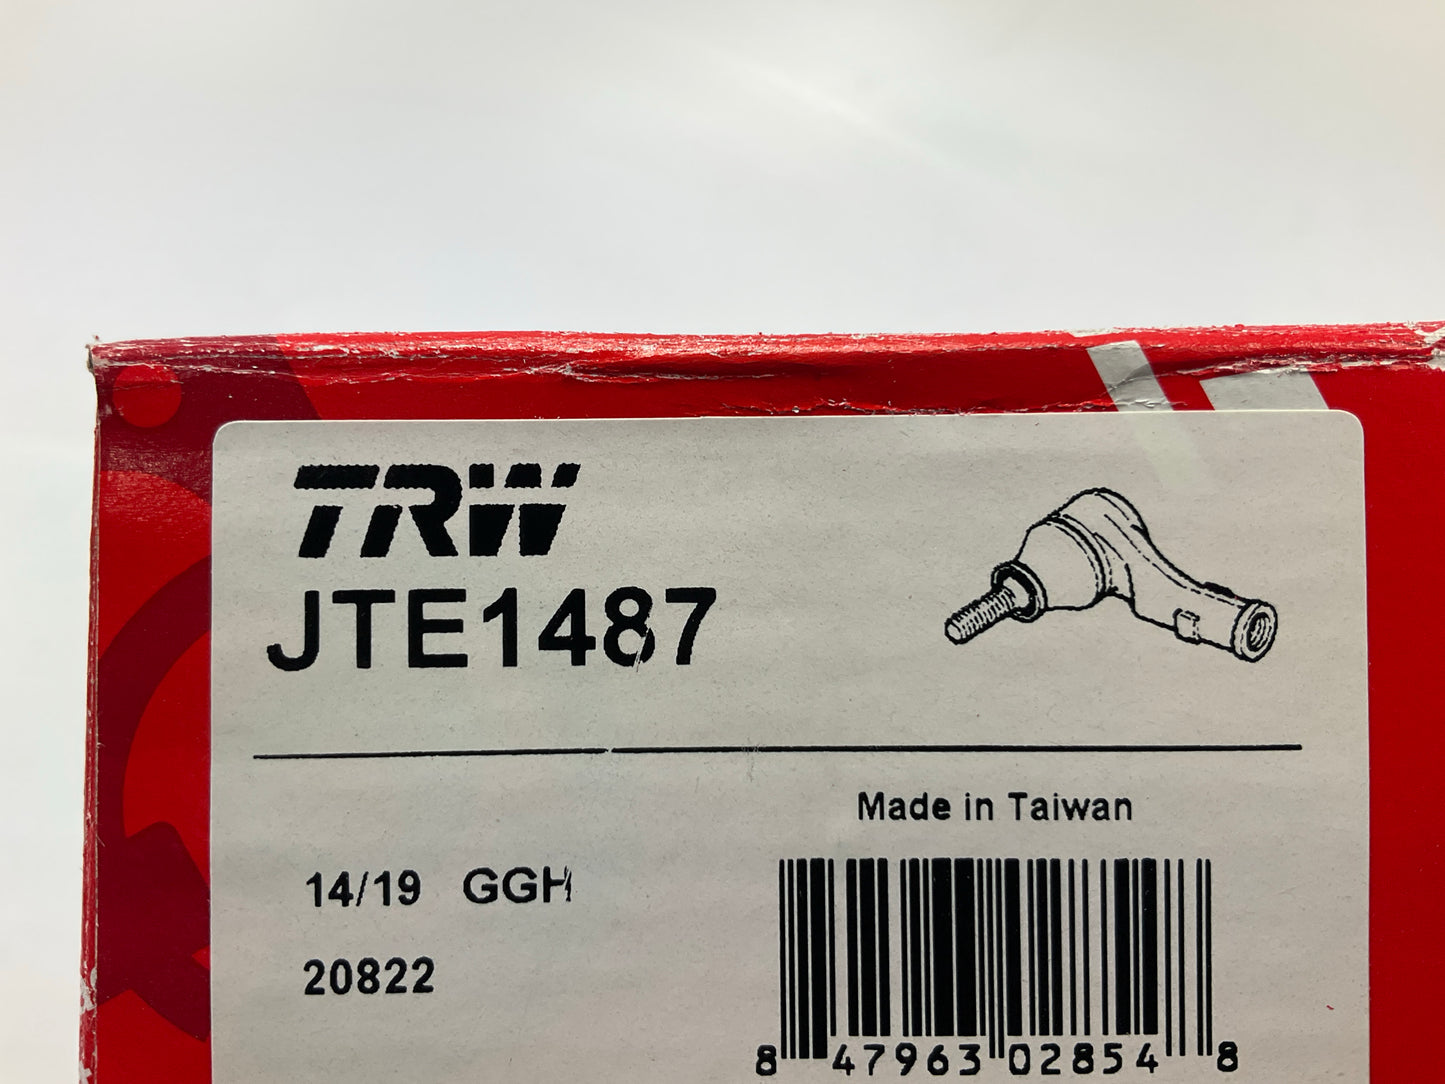 TRW
JTE1487
Made in Taiwan
14/19 GGH
20822
8 47963 02854 8